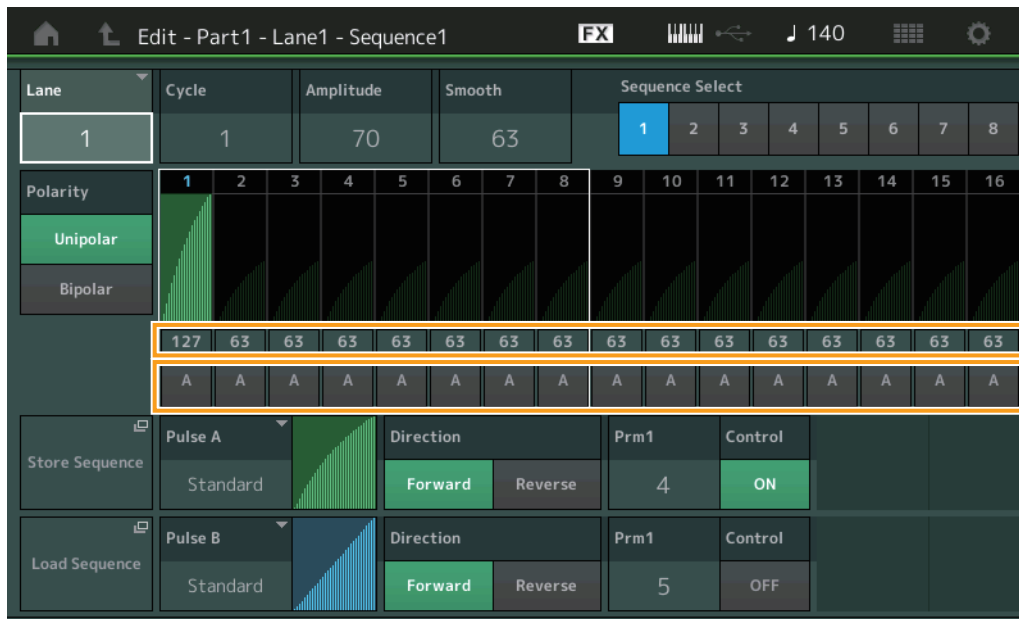 Edit - Part1 - Lane1 - Sequence1 FX 140
Lane Cycle Amplitude Smooth Sequence Select
1 1 70 63 1 2 3 4 5 6 7 8
Polarity 1 2 3 4 5 6 7 8 9 10 11 12 13 14 15 16
Unipolar
Bipolar
127 63 63 63 63 63 63 63 63 63 63 63 63 63 63 63
A A A A A A A A A A A A A A A A
Store Sequence Pulse A Direction Prm1 Control
Standard Forward Reverse 4 ON
Load Sequence Pulse B Direction Prm1 Control
Standard Forward Reverse 5 OFF